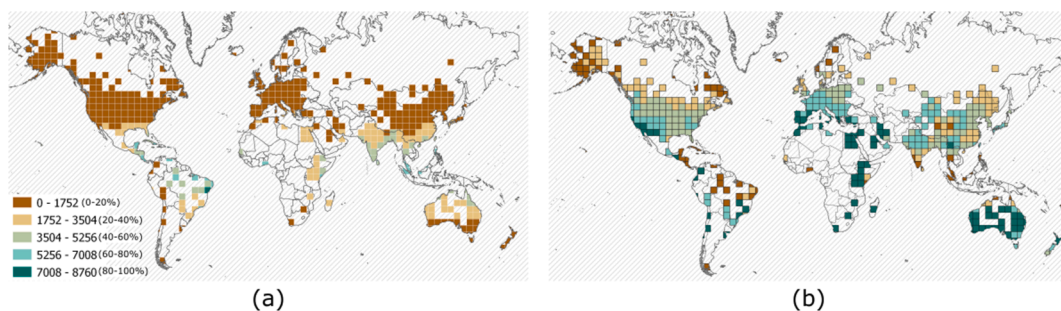 0 - 1752 (0-20%)
1752 - 3504 (20-40%)
3504 - 5256 (40-60%)
5256 - 7008 (60-80%)
7008 - 8760 (80-100%)
(a)
(b)